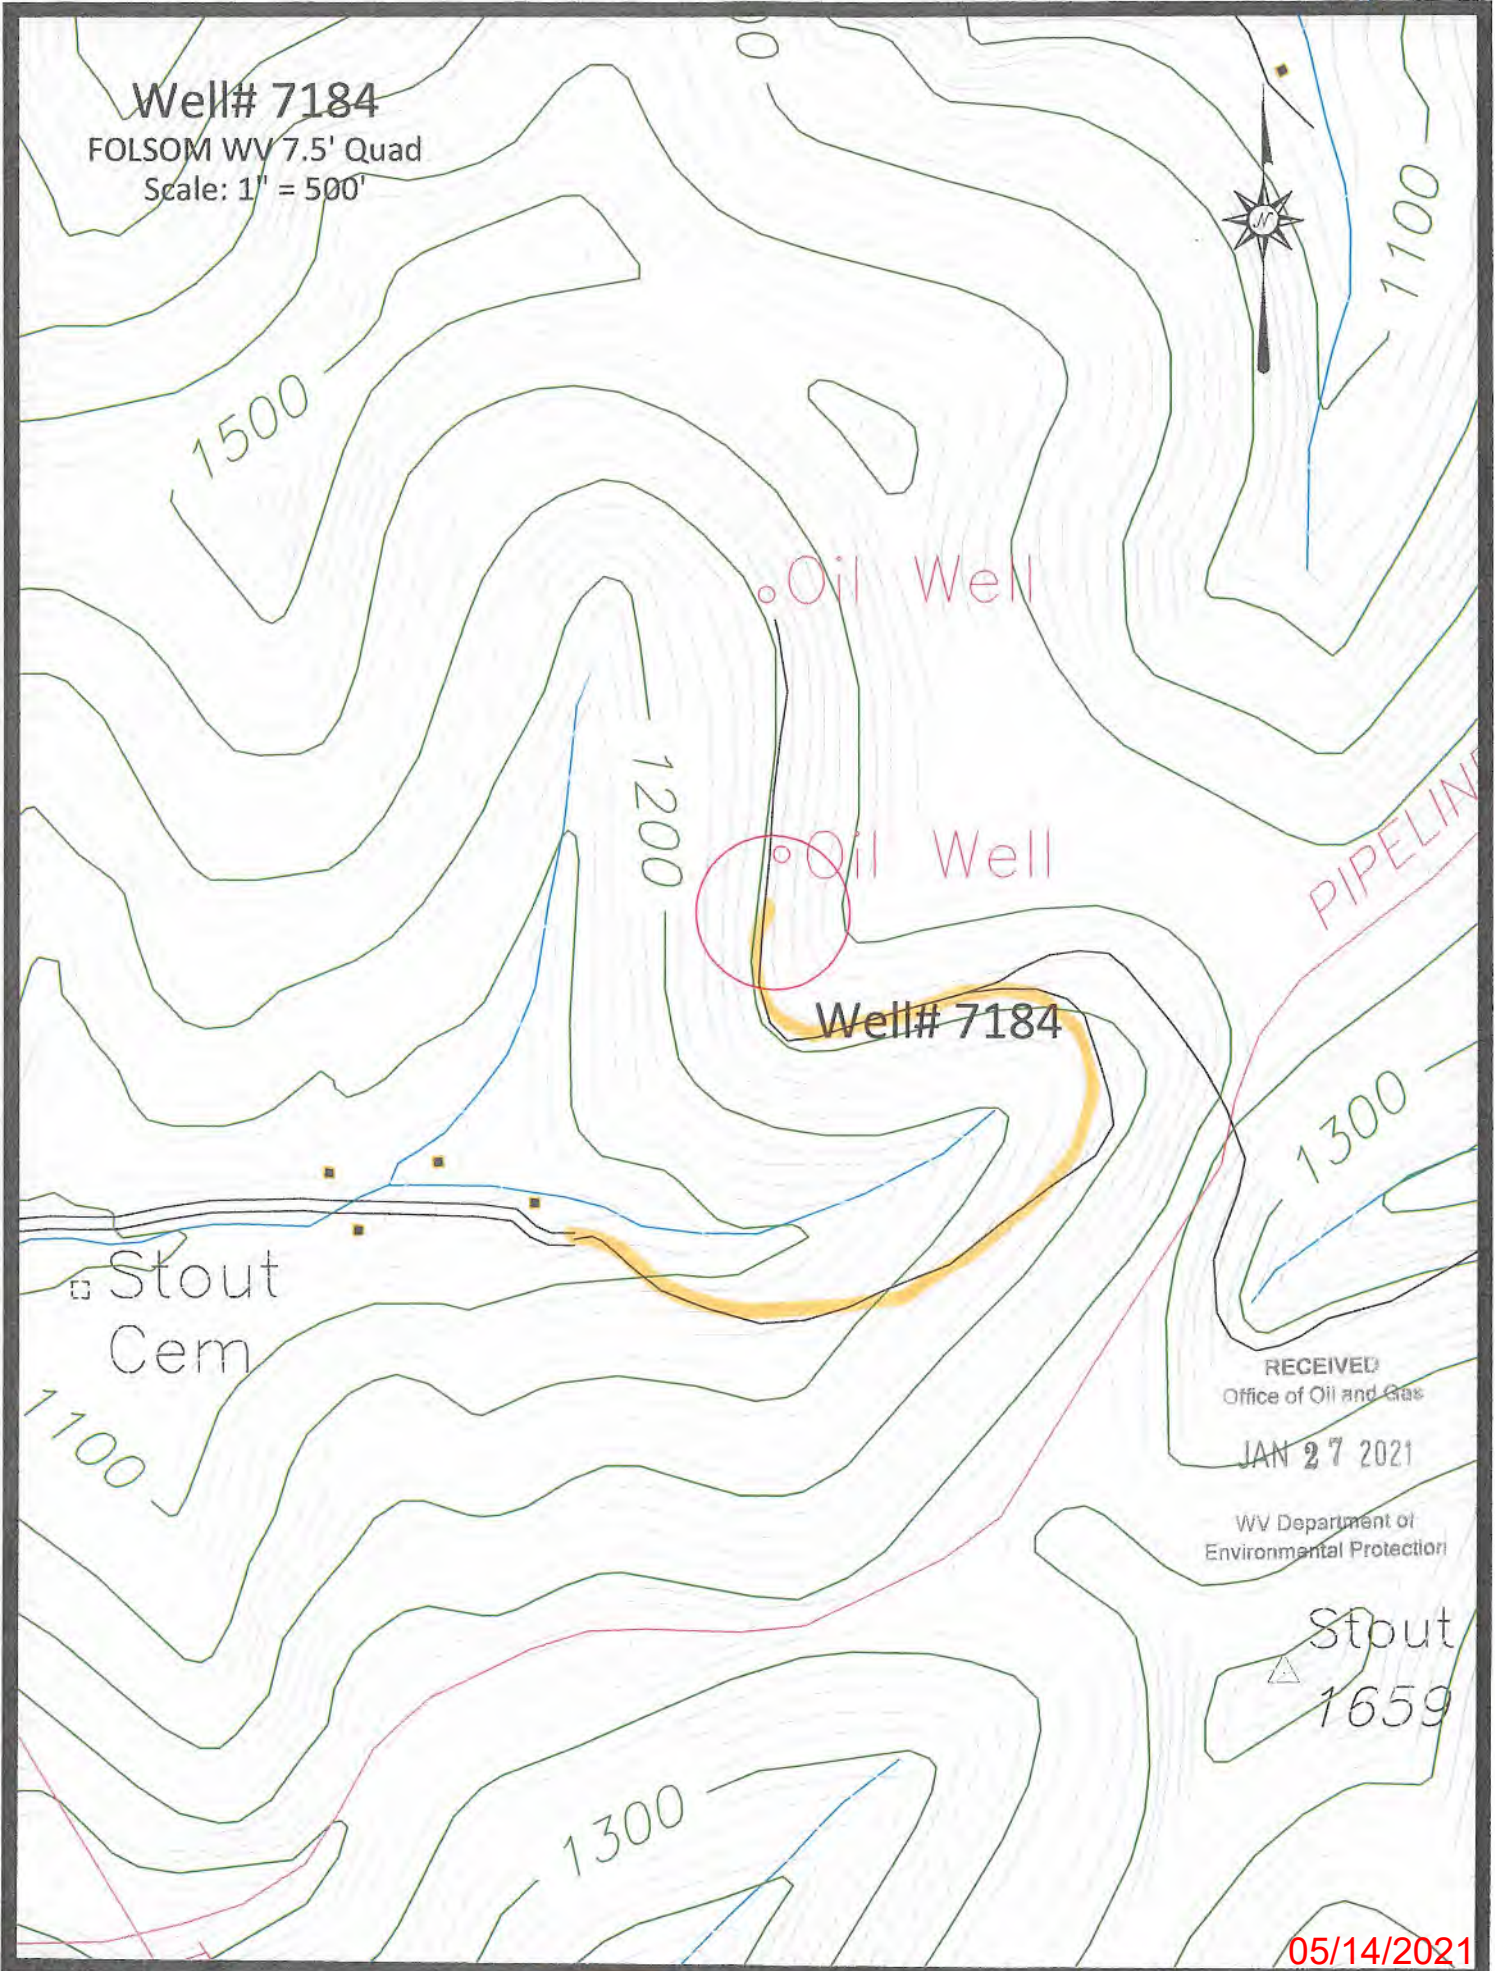 Well# 7184
FOLSOM WV 7.5' Quad
Scale: 1" = 500'
N
1100
1500
Oil Well
1200
Oil Well
PIPELINE
Well# 7184
1300
Stout
Cem
RECEIVED
Office of Oil and Gas
JAN 27 2021
WV Department of
Environmental Protection
1100
Stout
1659
1300
05/14/2021